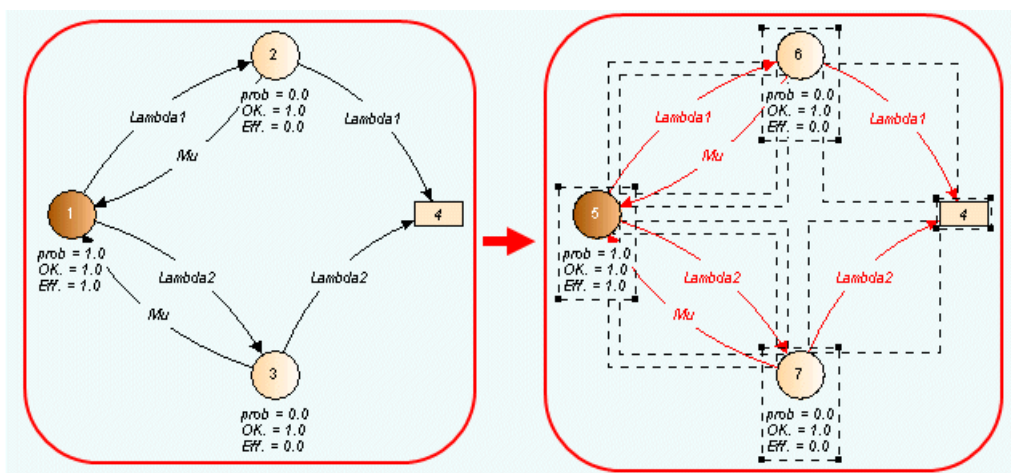 2
prob = 0.0
OK. = 1.0
Eff. = 0.0
Lambda1
Lambda1
Mu
1
4
prob = 1.0
OK. = 1.0
Eff. = 1.0
Lambda2
Lambda2
Mu
3
prob = 0.0
OK. = 1.0
Eff. = 0.0
6
prob = 0.0
OK. = 1.0
Eff. = 0.0
Lambda1
Lambda1
Mu
5
4
prob = 1.0
OK. = 1.0
Eff. = 1.0
Lambda2
Lambda2
Mu
7
prob = 0.0
OK. = 1.0
Eff. = 0.0